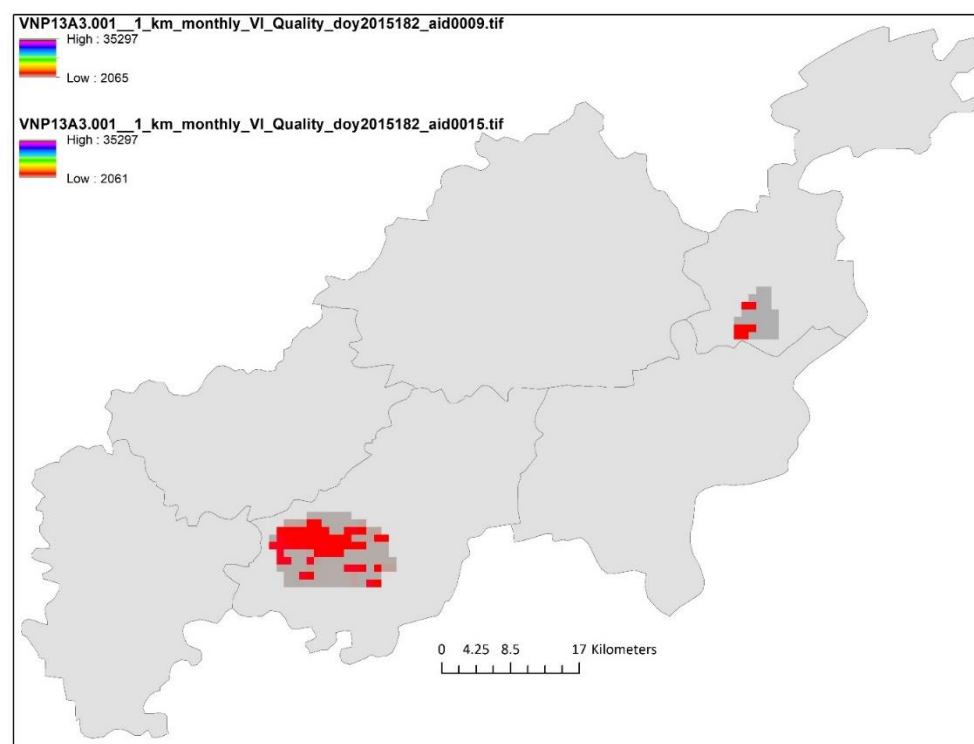 VNP13A3.001__1_km_monthly_VI_Quality_doy2015182_aid0009.tif
High : 35297
Low : 2065
VNP13A3.001__1_km_monthly_VI_Quality_doy2015182_aid0015.tif
High : 35297
Low : 2061
0 4.25 8.5 17 Kilometers